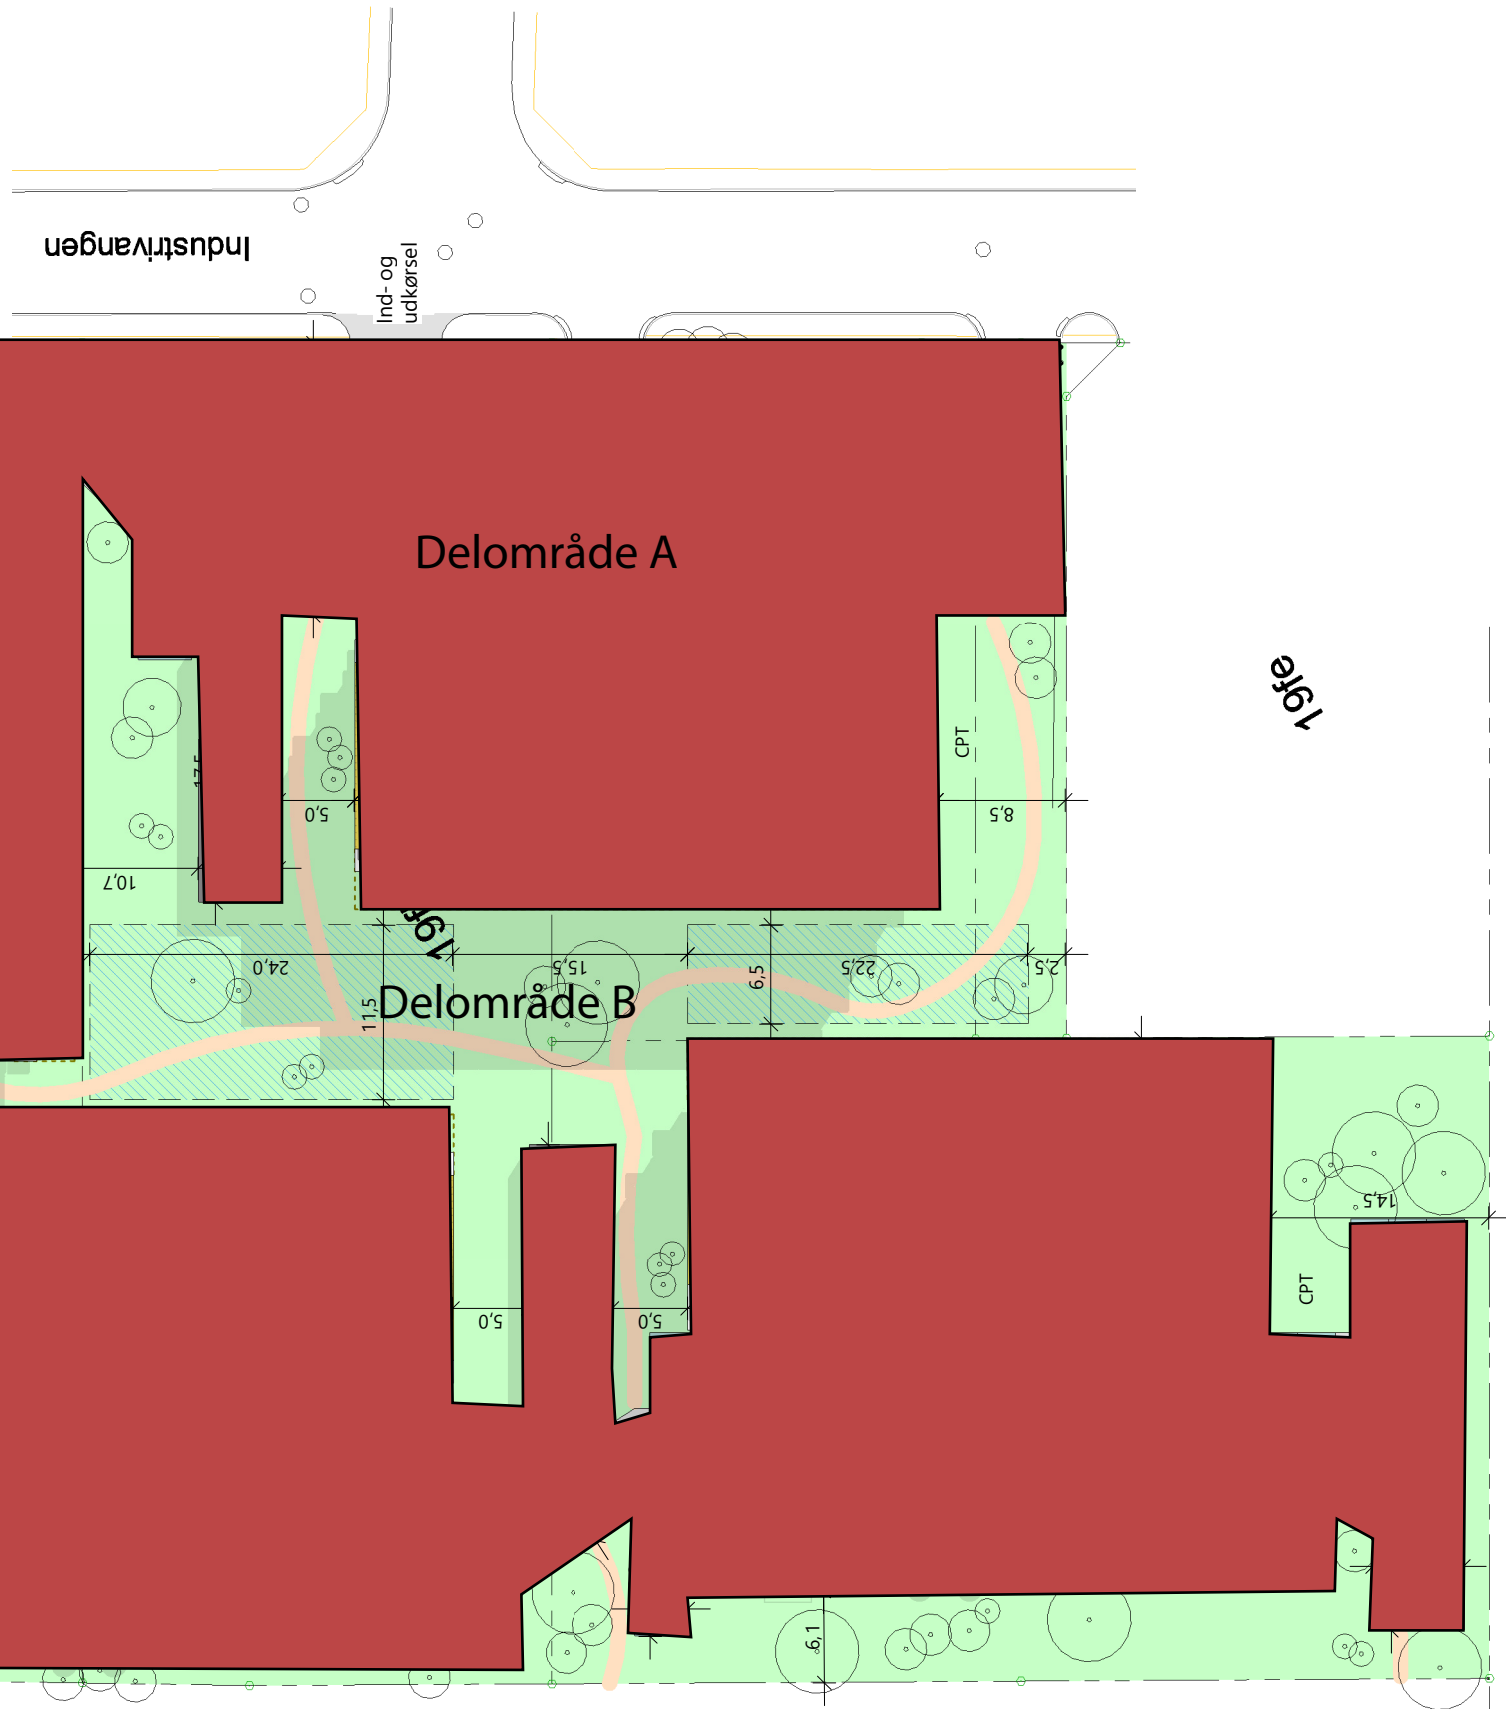 Industrivangen
Ind- og
udkørsel
Delområde A
19fe
CPT
5,0
8,5
10,7
24,0
15,5
22,5
2,5
6,5
11,5
Delområde B
14,5
CPT
5,0
5,0
6,1